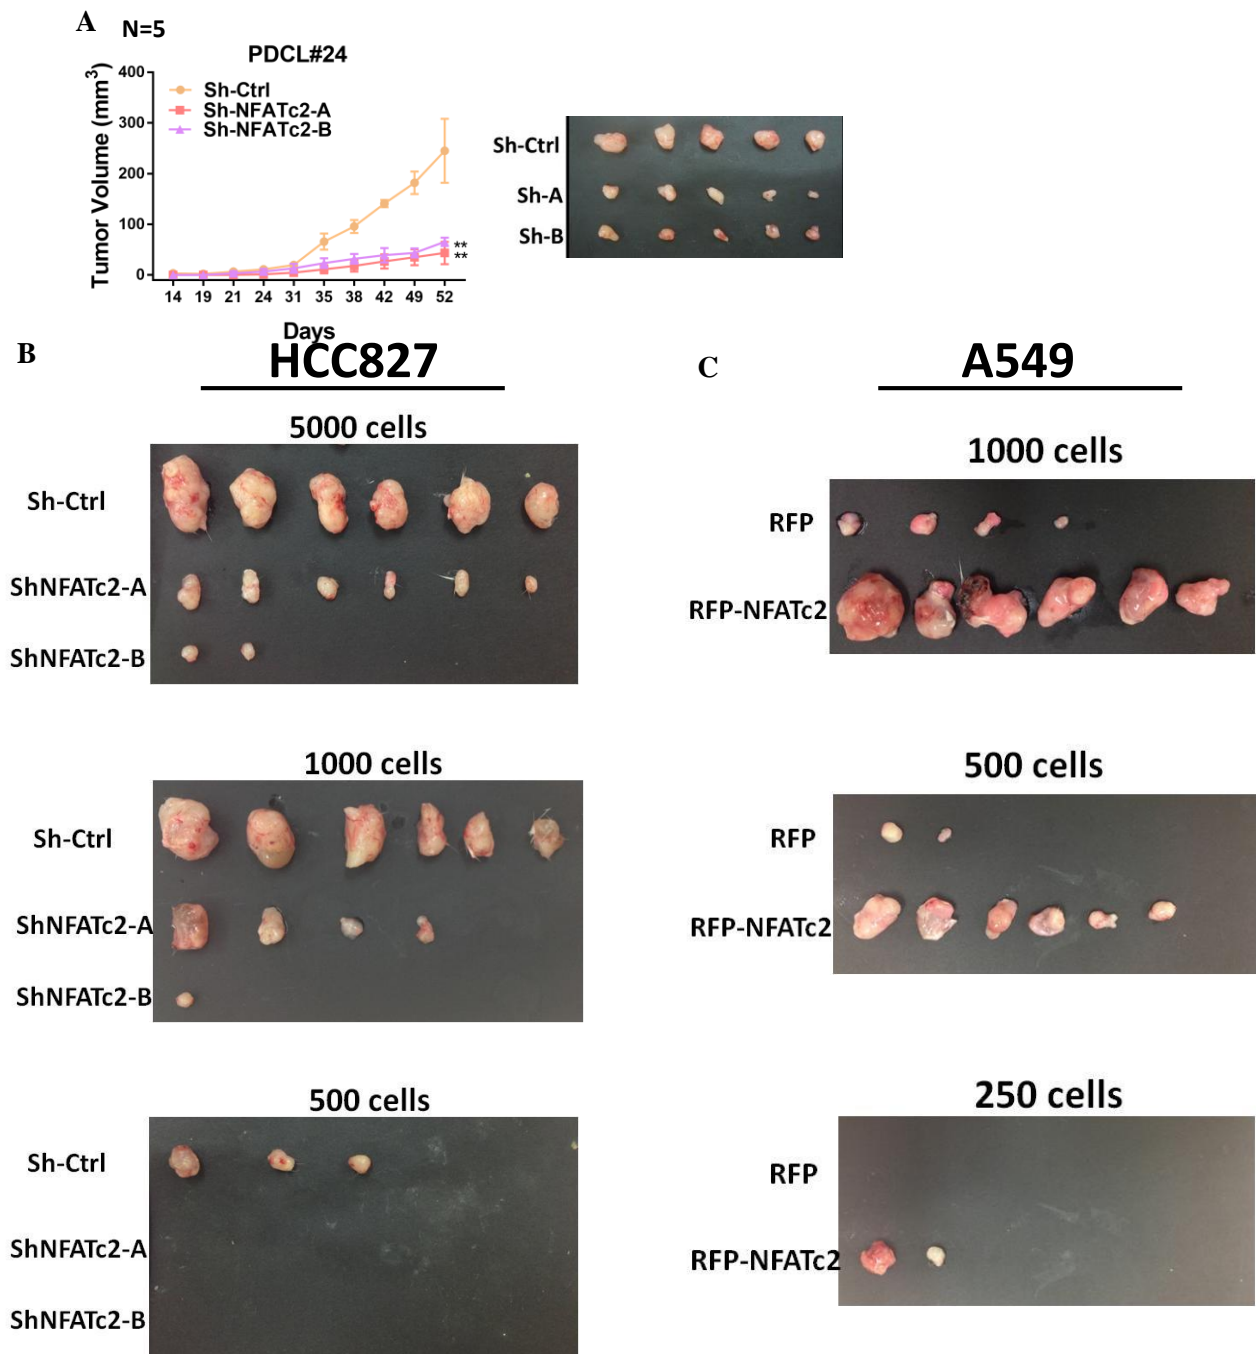 A
N=5
PDCL#24
Tumor Volume (mm³)
400
300
200
100
0
Sh-Ctrl
Sh-NFATc2-A
Sh-NFATc2-B
**
**
14 19 21 24 31 35 38 42 49 52
Days
Sh-Ctrl
Sh-A
Sh-B
B
HCC827
5000 cells
Sh-Ctrl
ShNFATc2-A
ShNFATc2-B
1000 cells
Sh-Ctrl
ShNFATc2-A
ShNFATc2-B
500 cells
Sh-Ctrl
ShNFATc2-A
ShNFATc2-B
C
A549
1000 cells
RFP
RFP-NFATc2
500 cells
RFP
RFP-NFATc2
250 cells
RFP
RFP-NFATc2